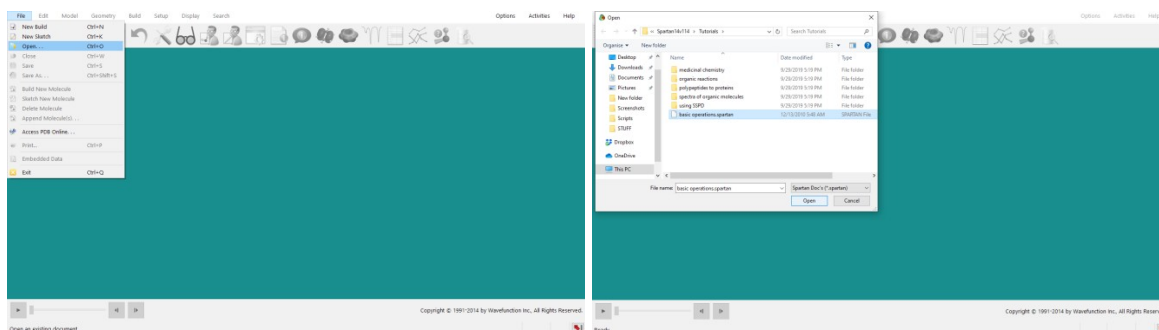 File Edit Model Geometry Build Setup Display Search Options Activities Help
New Build Ctrl+N
New Sketch Ctrl+K
Open... Ctrl+O
Close Ctrl+W
Save Ctrl+S
Save As... Ctrl+Shift+S
Build New Molecule
Sketch New Molecule
Delete Molecule
Append Molecule(s)...
Access PDB Online...
Print... Ctrl+P
Embedded Data
Exit Ctrl+Q
Copyright © 1991-2014 by Wavefunction Inc., All Rights Reserved.
Open an existing document
Options Activities Help
Open
« Spartan14v114 › Tutorials › Search Tutorials
Organize New folder
Name Date modified Type
Desktop
Downloads
Documents
Pictures
New folder
Screenshots
Scripts
STUFF
Dropbox
OneDrive
This PC
medicinal chemistry 9/29/2019 5:19 PM File folder
organic reactions 9/29/2019 5:19 PM File folder
polypeptides to proteins 9/29/2019 5:19 PM File folder
spectra of organic molecules 9/29/2019 5:19 PM File folder
using SSPD 9/29/2019 5:19 PM File folder
basic operations.spartan SPARTAN File
File name: basic operations.spartan Spartan Doc's (*.spartan)
Open Cancel
Copyright © 1991-2014 by Wavefunction Inc., All Rights Reserv
Ready